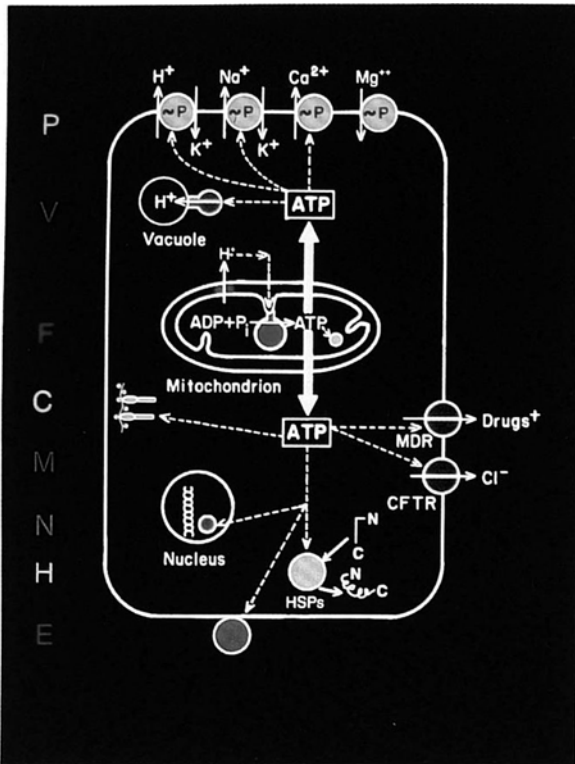 H⁺ Na⁺ Ca²⁺ Mg⁺⁺
~P ~P ~P ~P
P
K⁺ K⁺
V
H⁺
ATP
Vacuole
H⁺
F
ADP+Pᵢ ATP
Mitochondrion
C
ATP
Drugs⁺
MDR
M
Cl⁻
CFTR
N
N
C
Nucleus
H
N
C
HSPs
E